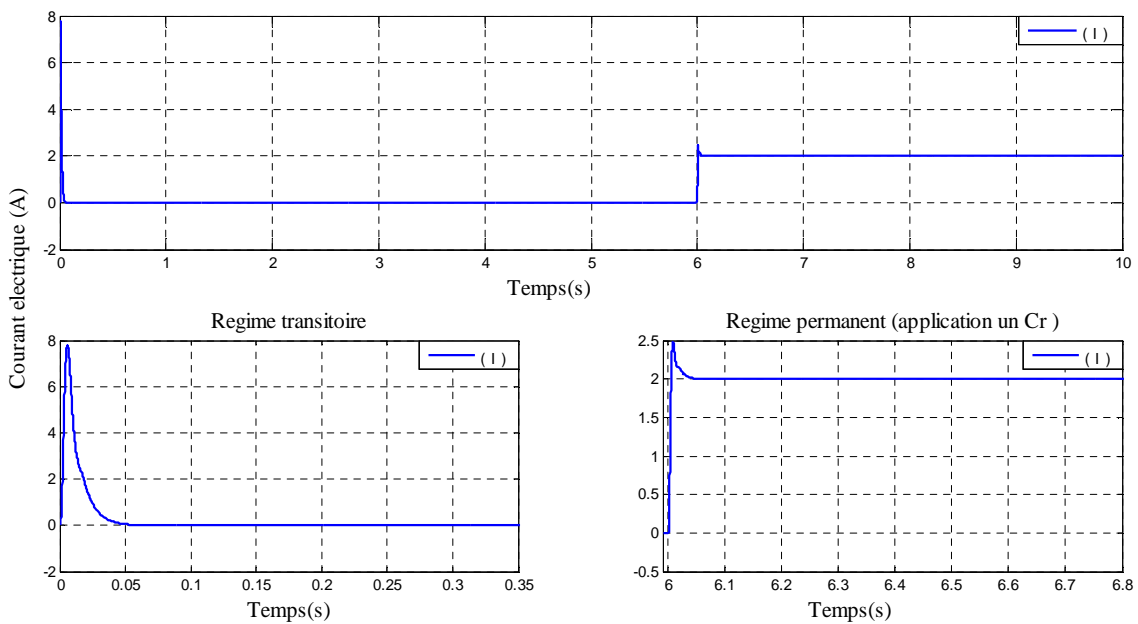 8
( I )
6
4
2
0
-2
0 1 2 3 4 5 6 7 8 9 10
Temps(s)
Courant electrique (A)
Regime transitoire
8
( I )
6
4
2
0
-2
0 0.05 0.1 0.15 0.2 0.25 0.3 0.35
Temps(s)
Regime permanent (application un Cr )
2.5
( I )
2
1.5
1
0.5
0
-0.5
6 6.1 6.2 6.3 6.4 6.5 6.6 6.7 6.8
Temps(s)